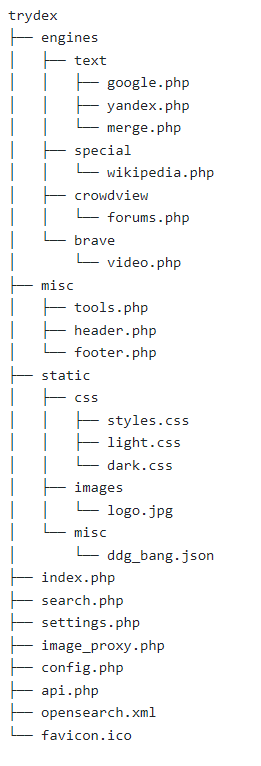 trydex
├── engines
│   ├── text
│   │   ├── google.php
│   │   ├── yandex.php
│   │   └── merge.php
│   ├── special
│   │   └── wikipedia.php
│   ├── crowdview
│   │   └── forums.php
│   └── brave
│       └── video.php
├── misc
│   ├── tools.php
│   ├── header.php
│   └── footer.php
├── static
│   ├── css
│   │   ├── styles.css
│   │   ├── light.css
│   │   └── dark.css
│   ├── images
│   │   └── logo.jpg
│   └── misc
│       └── ddg_bang.json
├── index.php
├── search.php
├── settings.php
├── image_proxy.php
├── config.php
├── api.php
├── opensearch.xml
└── favicon.ico